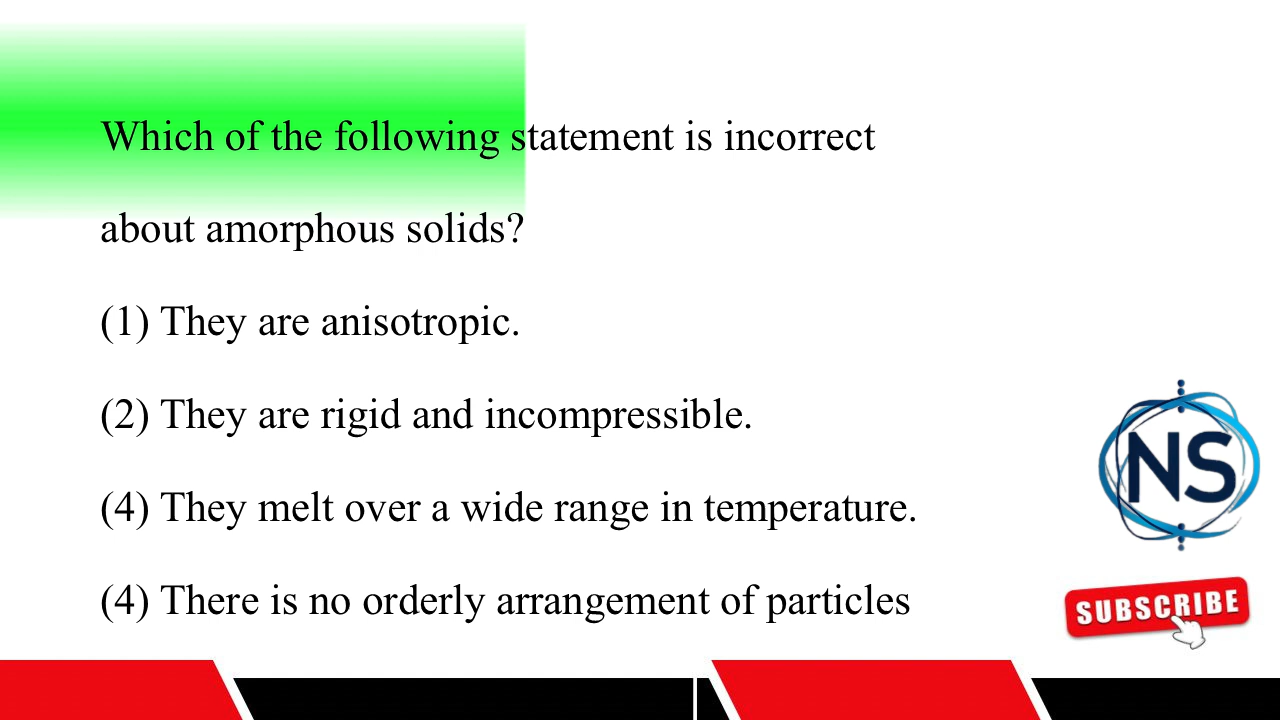 Which of the following statement is incorrect
about amorphous solids?
(1) They are anisotropic.
(2) They are rigid and incompressible.
(4) They melt over a wide range in temperature.
(4) There is no orderly arrangement of particles
NS
SUBSCRIBE